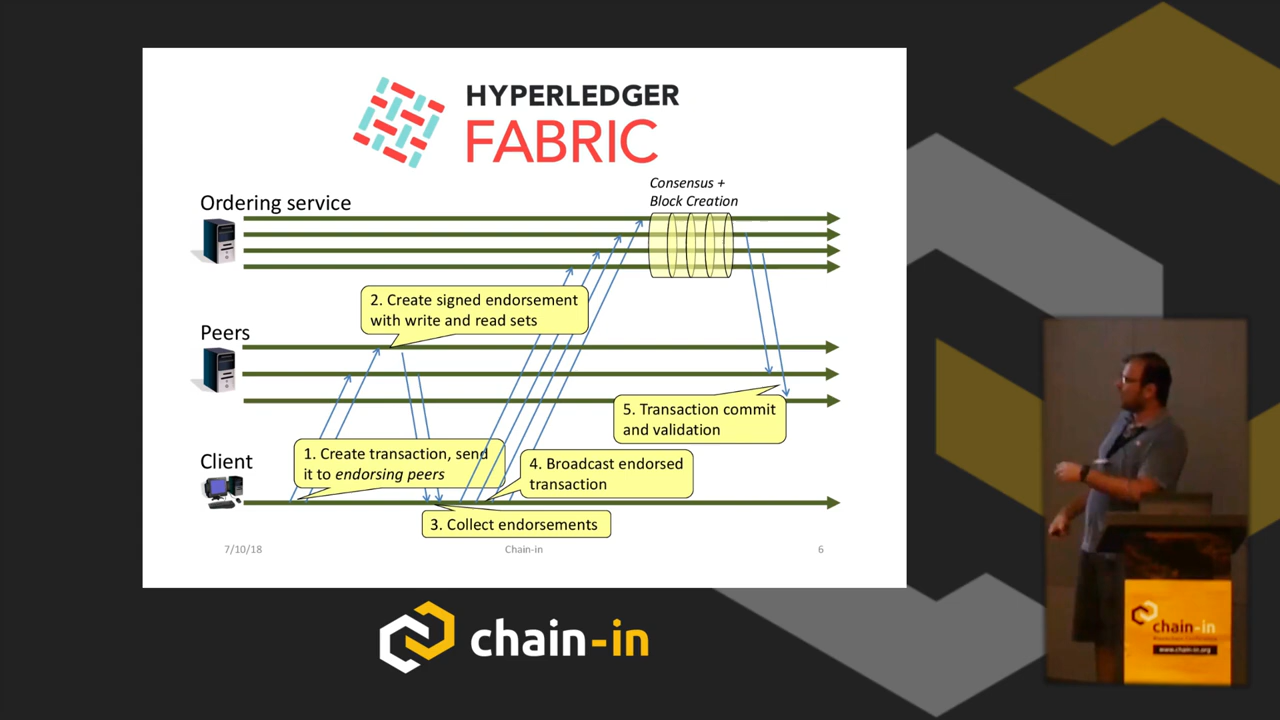 HYPERLEDGER
FABRIC
Consensus +
Block Creation
Ordering service
2. Create signed endorsement
with write and read sets
Peers
5. Transaction commit
and validation
1. Create transaction, send
it to endorsing peers
Client
4. Broadcast endorsed
transaction
3. Collect endorsements
7/10/18
Chain-in
6
chain-in
chain-in
www.chain-in.org